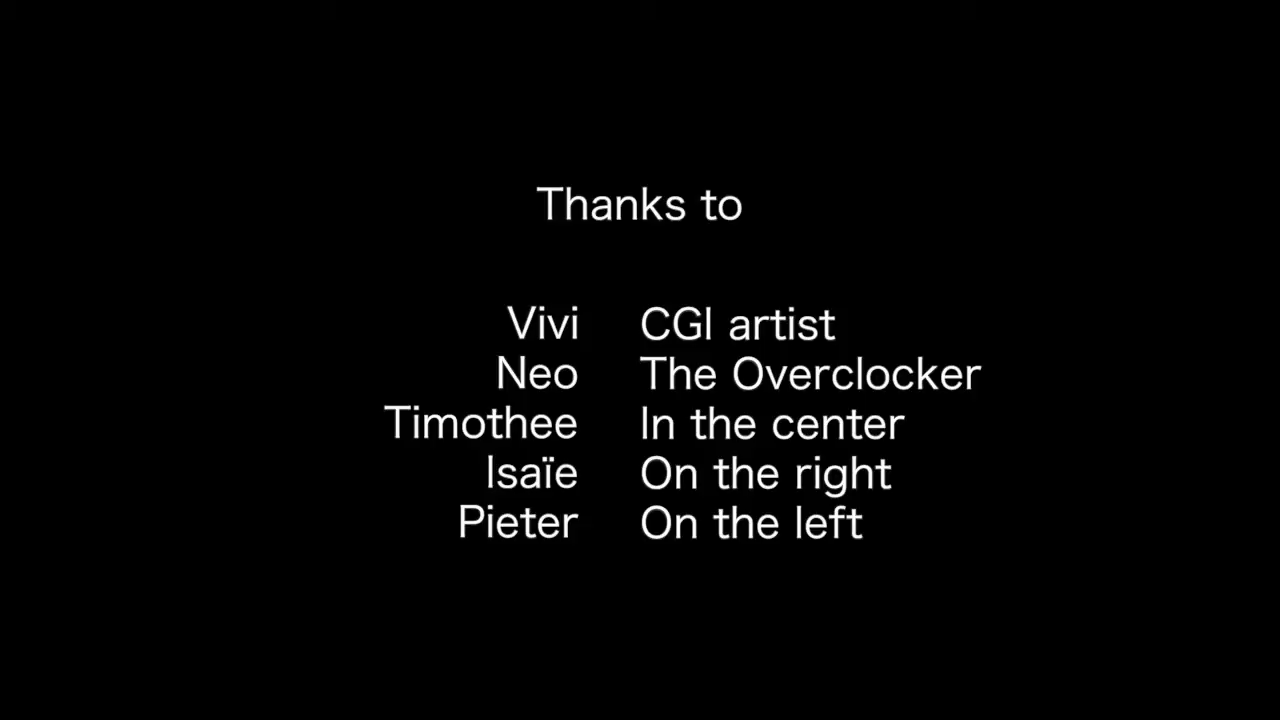 Thanks to
Vivi CGI artist
Neo The Overclocker
Timothee In the center
Isaïe On the right
Pieter On the left